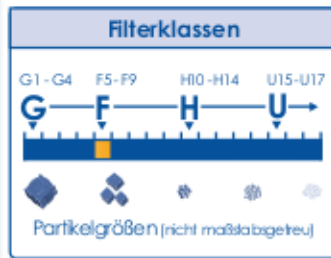 Filterklassen
G1-G4 F5-F9 H10-H14 U15-U17
G F H U
Partikelgrößen (nicht maßstabsgetreu)